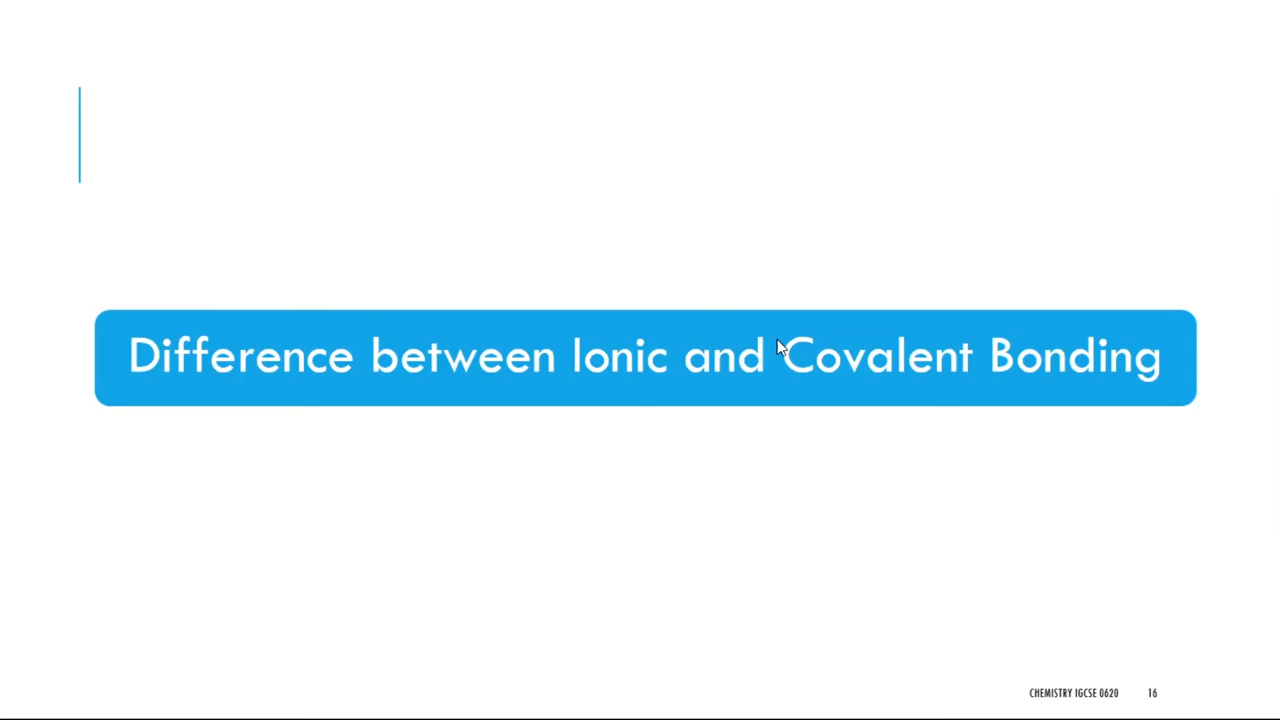 Difference between Ionic and Covalent Bonding
CHEMISTRY IGCSE 0620 16